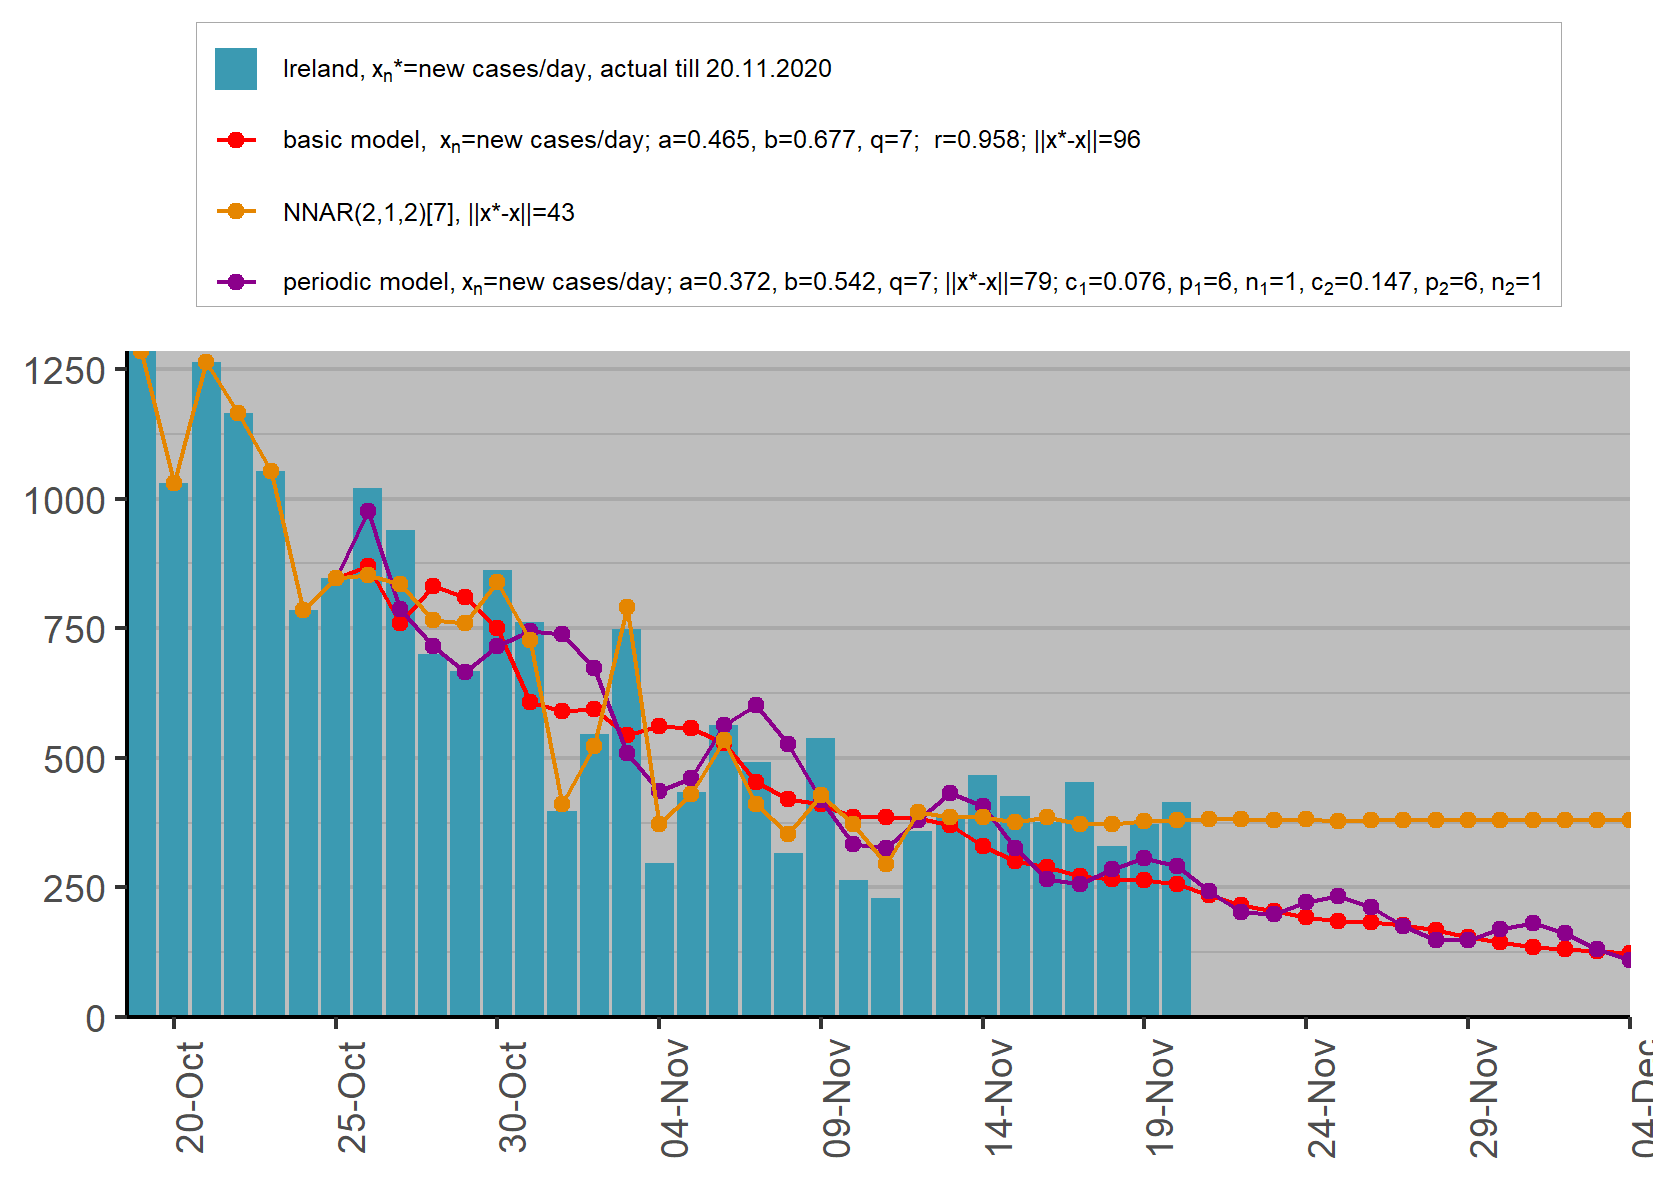 Ireland, xₙ*=new cases/day, actual till 20.11.2020
basic model,  xₙ=new cases/day; a=0.465, b=0.677, q=7;  r=0.958; ||x*-x||=96
NNAR(2,1,2)[7], ||x*-x||=43
periodic model, xₙ=new cases/day; a=0.372, b=0.542, q=7; ||x*-x||=79; c₁=0.076, p₁=6, n₁=1, c₂=0.147, p₂=6, n₂=1
1250
1000
750
500
250
0
20-Oct
25-Oct
30-Oct
04-Nov
09-Nov
14-Nov
19-Nov
24-Nov
29-Nov
04-Dec